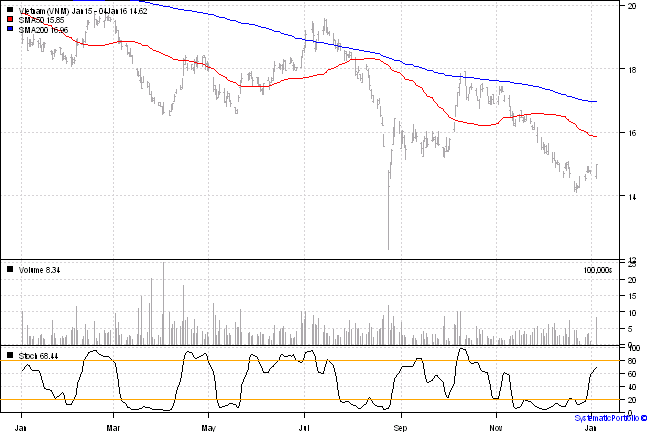 Vietnam (VNM) Jan 15 - 04Jan16 14.62
SMA50 15.85
SMA200 16.96
20
18
16
14
12
Volume 8.34
100,000s
25
20
15
10
5
0
Stoch 68.44
100
80
60
40
20
0
Jan
Mar
May
Jul
Sep
Nov
Jan
SystematicPortfolio ©